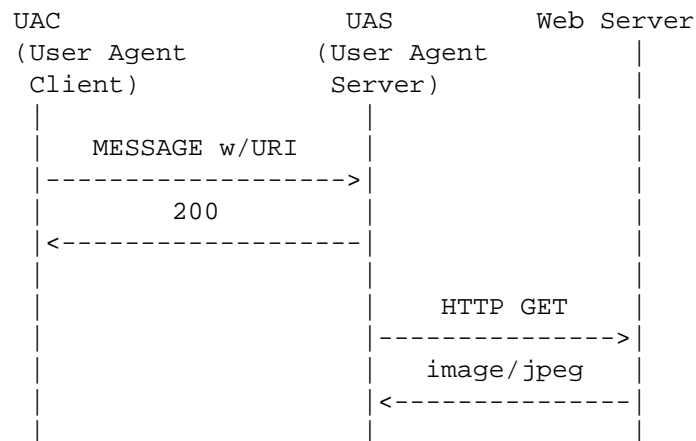 UAC                 UAS         Web Server
(User Agent        (User Agent          |
 Client)            Server)             |
 |                    |                 |
 |   MESSAGE w/URI    |                 |
 |------------------->|                 |
 |        200         |                 |
 |<-------------------|                 |
 |                    |                 |
 |                    |    HTTP GET     |
 |                    |---------------->|
 |                    |   image/jpeg    |
 |                    |<----------------|
 |                    |                 |